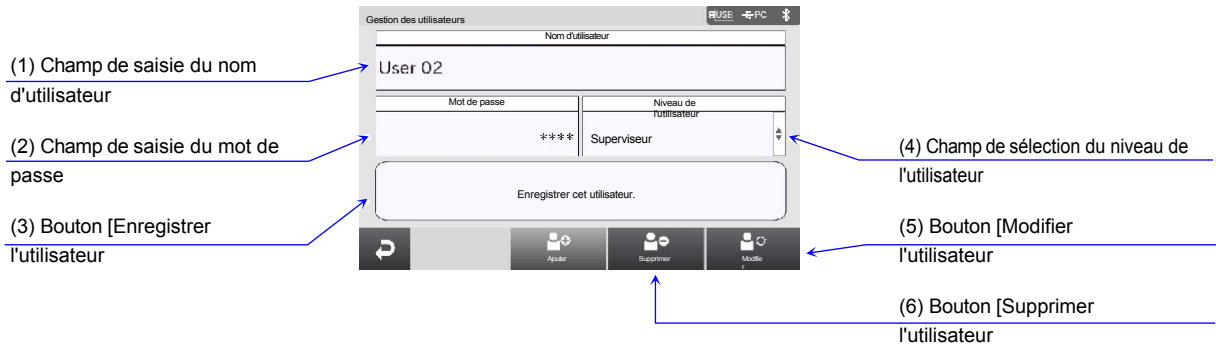 Gestion des utilisateurs
USB PC
Nom d'utilisateur
User 02
Mot de passe
Niveau de
l'utilisateur
****
Superviseur
Enregistrer cet utilisateur.
Ajouter
Supprimer
Modifie
r
(1) Champ de saisie du nom
d'utilisateur
(2) Champ de saisie du mot de
passe
(3) Bouton [Enregistrer
l'utilisateur
(4) Champ de sélection du niveau de
l'utilisateur
(5) Bouton [Modifier
l'utilisateur
(6) Bouton [Supprimer
l'utilisateur